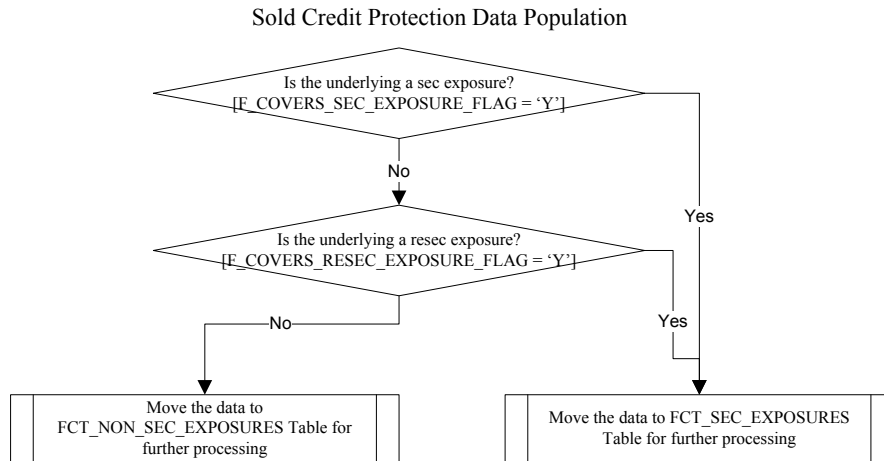 Sold Credit Protection Data Population
Is the underlying a sec exposure?
[F_COVERS_SEC_EXPOSURE_FLAG = ‘Y’]
No
Yes
Is the underlying a resec exposure?
[F_COVERS_RESEC_EXPOSURE_FLAG = ‘Y’]
No
Yes
Move the data to
FCT_NON_SEC_EXPOSURES Table for
further processing
Move the data to FCT_SEC_EXPOSURES
Table for further processing